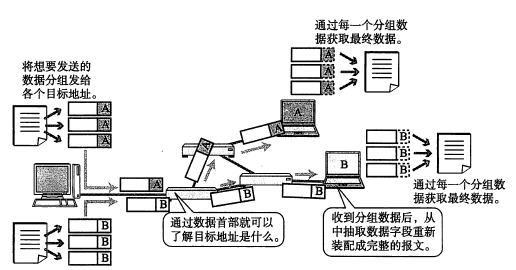 通过每一个分组数
据获取最终数据。
将想要发送的
数据分组发给
各个目标地址。
A
A
A
A
A
A
A
A
A
A
B
B
B
B
B
B
B
B
B
B
通过数据首部就可以
了解目标地址是什么。
收到分组数据后，从
中抽取数据字段重新
装配成完整的报文。
通过每一个分组数
据获取最终数据。